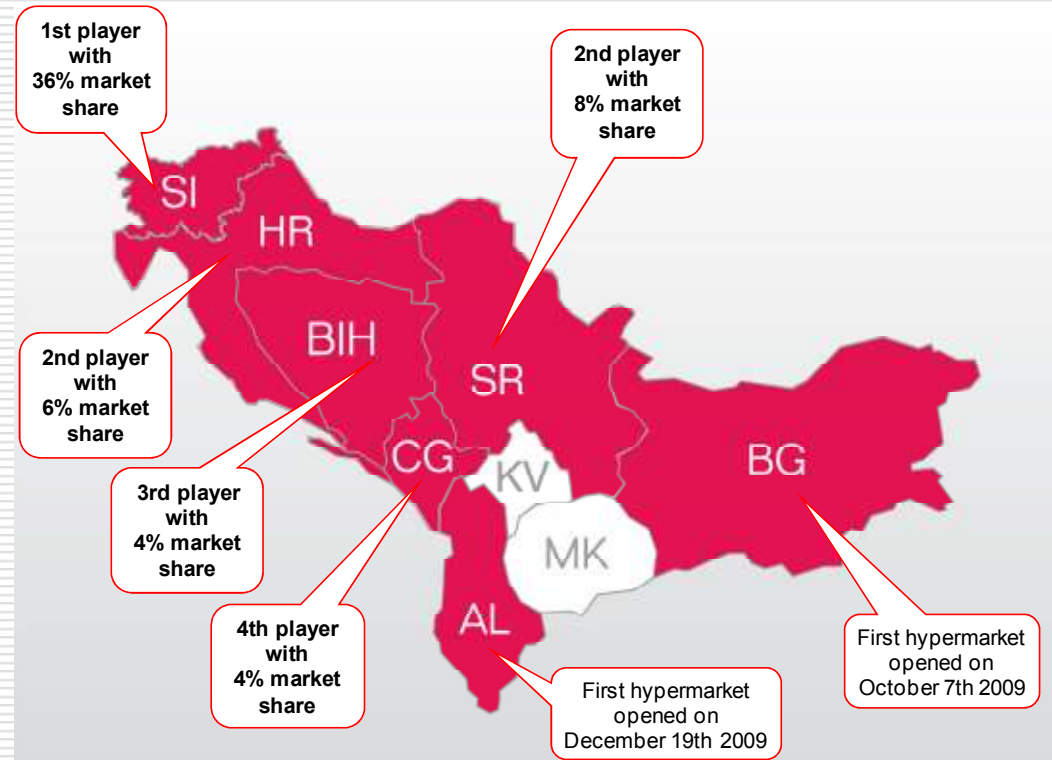 1st player
with
36% market
share
2nd player
with
8% market
share
SI
HR
BIH
SR
2nd player
with
6% market
share
CG
KV
BG
3rd player
with
4% market
share
MK
AL
4th player
with
4% market
share
First hypermarket
opened on
October 7th 2009
First hypermarket
opened on
December 19th 2009